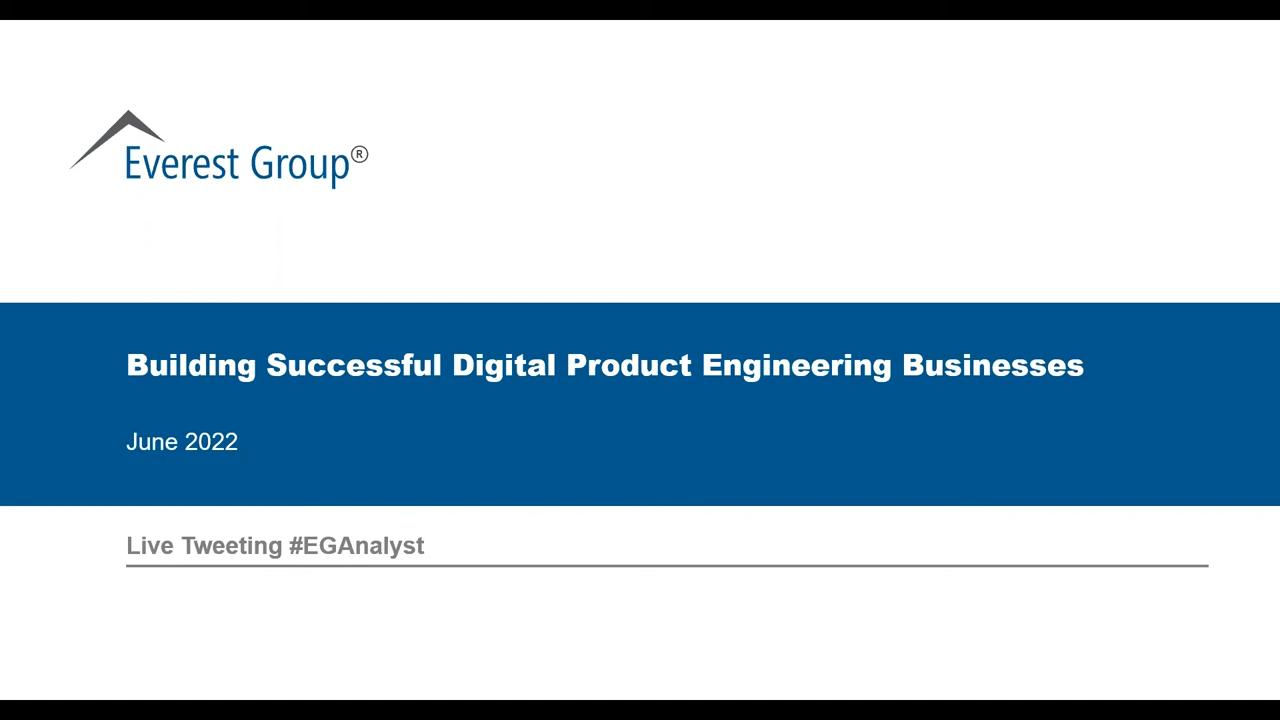 Everest Group®
Building Successful Digital Product Engineering Businesses
June 2022
Live Tweeting #EGAnalyst